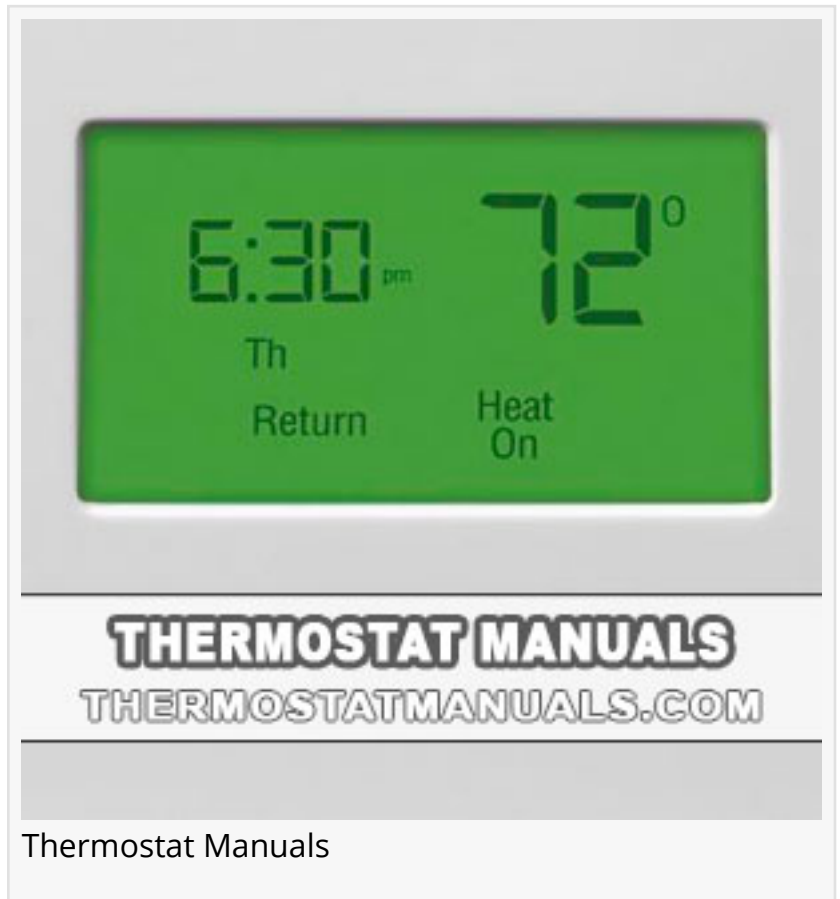 6:30 pm
72°
Th
Return
Heat
On
THERMOSTAT MANUALS
THERMOSTATMANUALS.COM
Thermostat Manuals